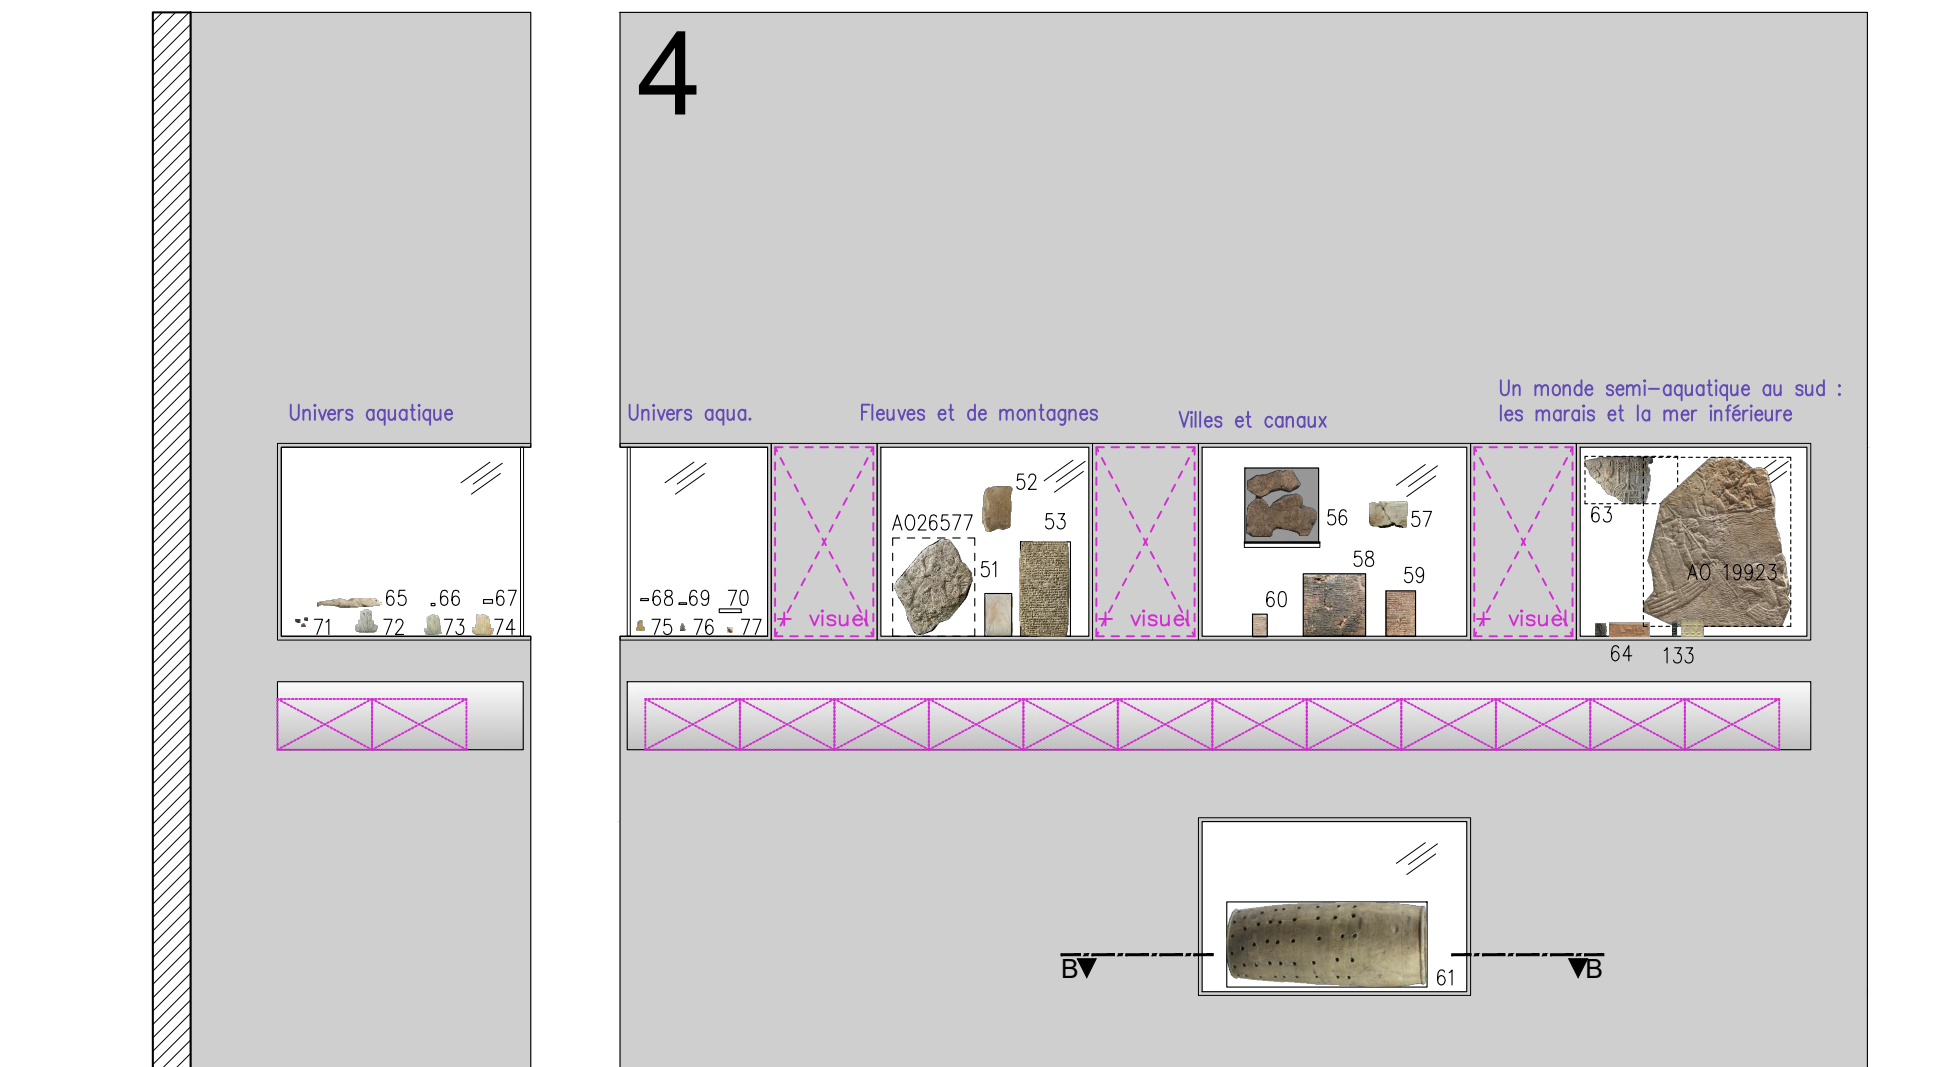 4
Univers aquatique
Univers aqua.
Fleuves et de montagnes
Villes et canaux
Un monde semi-aquatique au sud :
les marais et la mer inférieure
65
66
67
71
72
73
74
68
69
70
75
76
77
+ visuel
52
AO26577
53
51
+ visuel
56
57
58
59
60
+ visuel
63
AO 19923
64
133
61
B
B